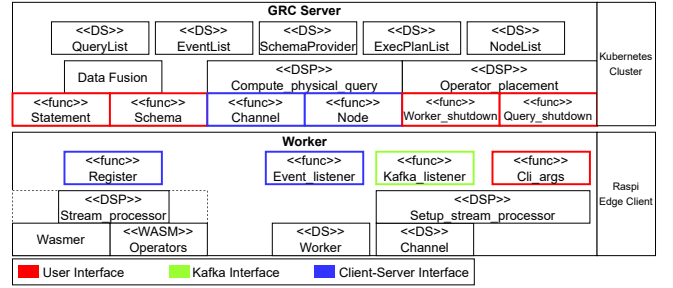 GRC Server
<<DS>>
QueryList
<<DS>>
EventList
<<DS>>
SchemaProvider
<<DS>>
ExecPlanList
<<DS>>
NodeList
Kubernetes
Cluster
Data Fusion
<<DSP>>
Compute_physical_query
<<DSP>>
Operator_placement
<<func>>
Statement
<<func>>
Schema
<<func>>
Channel
<<func>>
Node
<<func>>
Worker_shutdown
<<func>>
Query_shutdown
Worker
<<func>>
Register
<<func>>
Event_listener
<<func>>
Kafka_listener
<<func>>
Cli_args
Raspi
Edge Client
<<DSP>>
Stream_processor
<<DSP>>
Setup_stream_processor
Wasmer
<<WASM>>
Operators
<<DS>>
Worker
<<DS>>
Channel
User Interface
Kafka Interface
Client-Server Interface